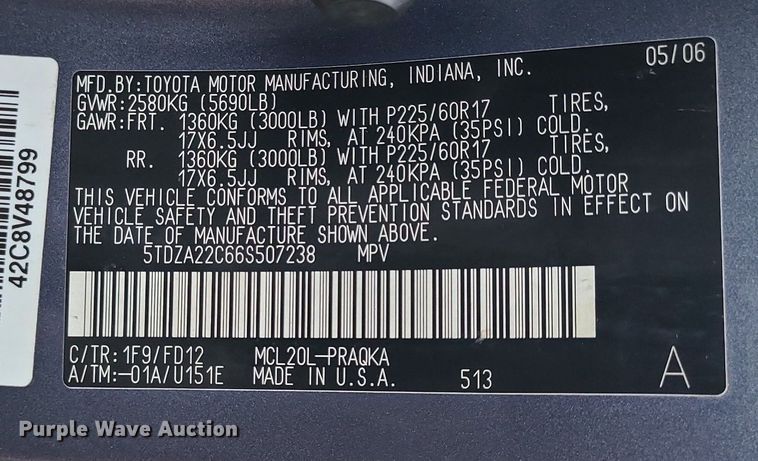 05/06
MFD.BY:TOYOTA MOTOR MANUFACTURING, INDIANA, INC.
GVWR:2580KG (5690LB)
GAWR:FRT. 1360KG (3000LB) WITH P225/60R17 TIRES,
17X6.5JJ RIMS, AT 240KPA (35PSI) COLD.
RR. 1360KG (3000LB) WITH P225/60R17 TIRES,
17X6.5JJ RIMS, AT 240KPA (35PSI) COLD.
THIS VEHICLE CONFORMS TO ALL APPLICABLE FEDERAL MOTOR
VEHICLE SAFETY AND THEFT PREVENTION STANDARDS IN EFFECT ON
THE DATE OF MANUFACTURE SHOWN ABOVE.
5TDZA22C66S507238 MPV
C/TR:1F9/FD12 MCL20L-PRAQKA
A/TM:-01A/U151E MADE IN U.S.A. 513 A
42C8V48799
Purple Wave Auction